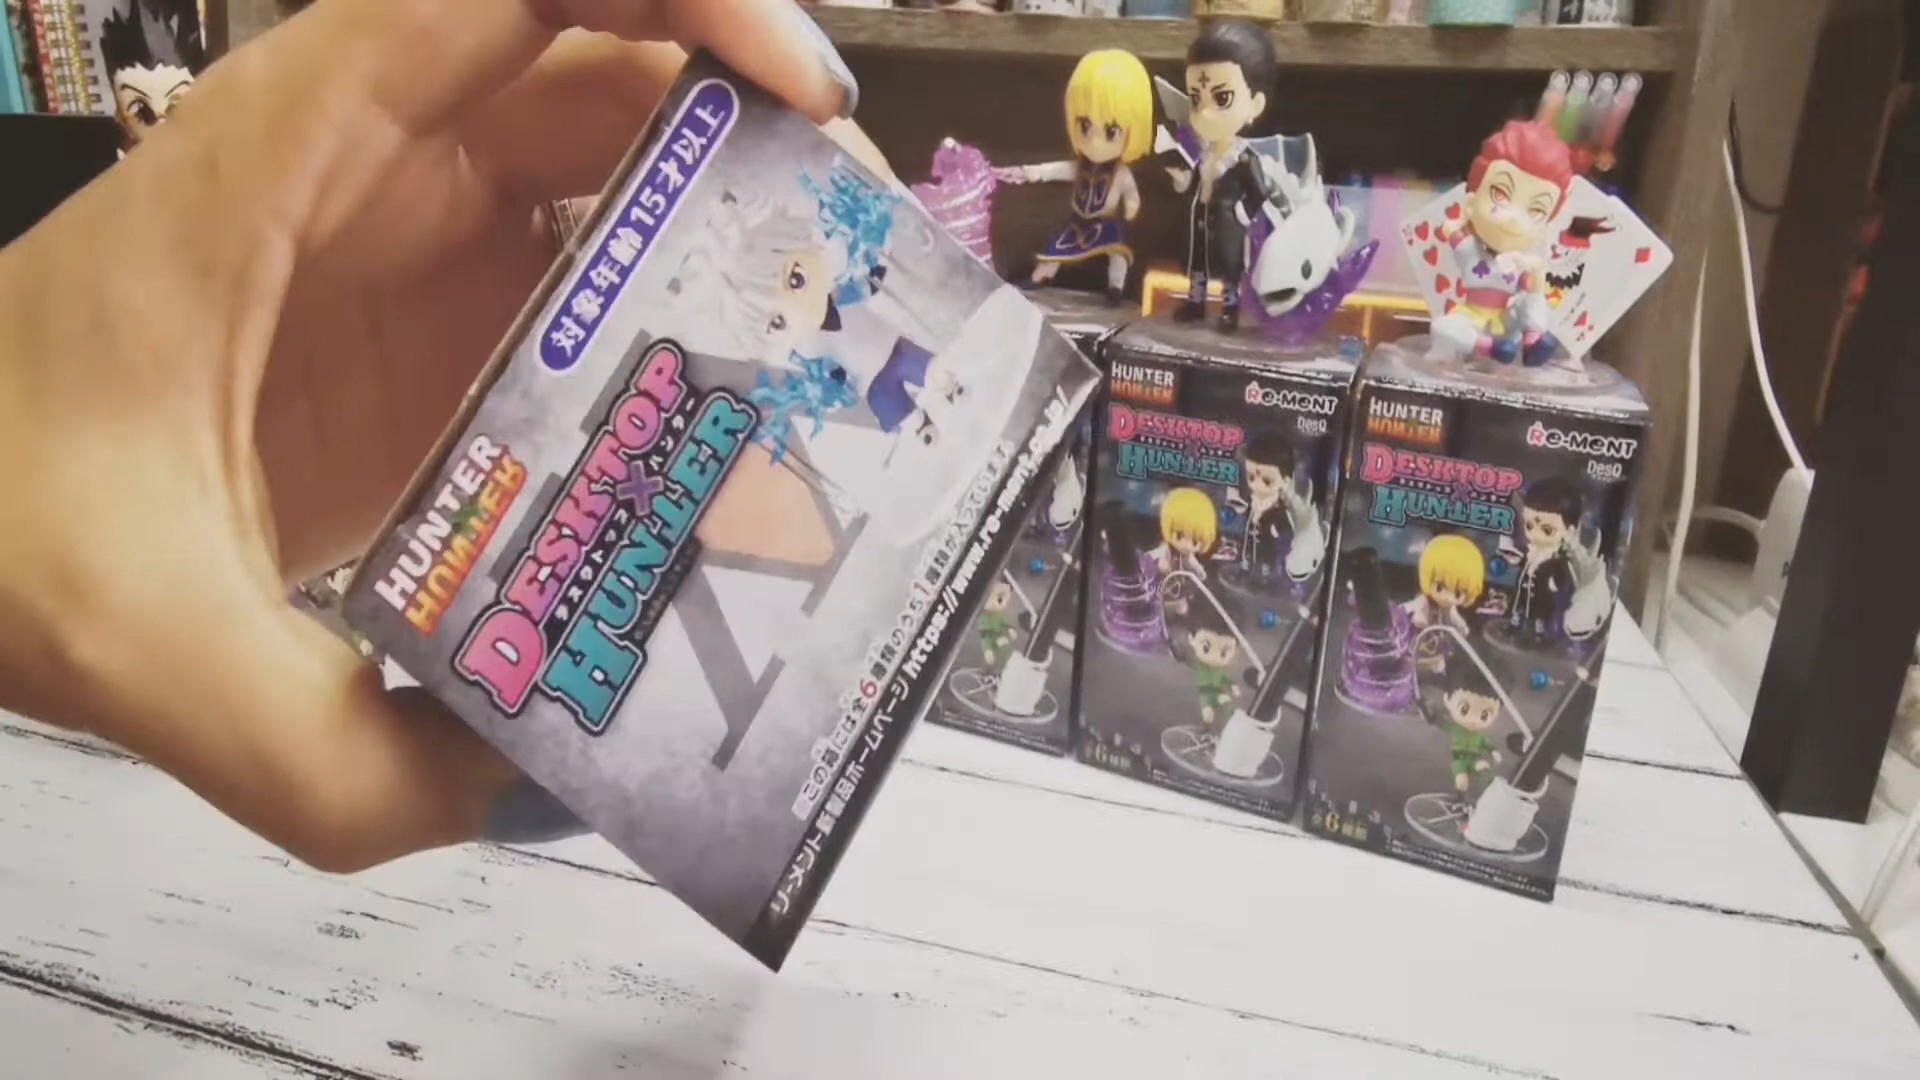 対象年齢 15才以上
HUNTER
HUNTER
DESKTOP
デスクトップ
×
ハンター
HUNTER
この箱には全6種類のうち1種類が入っています
リーメント新製品ホームページ https://www.re-ment.co.jp/
HUNTER
HUNTER
Re-MeNT
DesQ
DESKTOP
×
HUNTER
全6種類
HUNTER
HUNTER
Re-MeNT
DesQ
DESKTOP
×
HUNTER
全6種類